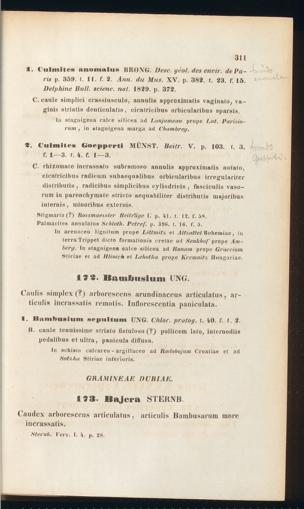 311
1. Culmites anomalus BRONG. Desc. géol. des envir. de Pa-
ris p. 359. t. 11. f. 2. Ann. du Mus. XV. p. 382. t. 23. f. 15.
Delphine Bull. scienc. nat. 1829. p. 372.
C. caule simplici crassiusculo, annulis approximatis vaginato, va-
ginis striatis denticulatis, cicatricibus orbicularibus sparsis.
In stagnigena calce silicea ad Lonjumeau prope Lut. Parisio-
rum, in stagnigena marga ad Chambrey.
2. Culmites Goepperti MÜNST. Beitr. V. p. 103. t. 3.
f. 1—3. t. 4. f. 1—3.
C. rhizomate incrassato subramoso annulis approximatis notato,
cicatricibus radicum subaequalibus orbicularibus irregulariter
distributis, radicibus simplicibus cylindricis, fasciculis vaso-
rum in parenchymate stricto aequabiliter distributis majoribus
internis, minoribus externis.
Stigmaria (?) Rossmaessler Beiträge I. p. 41. t. 12. f. 58.
Palmacites annulatus Schloth. Petref. p. 396. t. 16. f. 5.
In arenaceo lignitum prope Littmits et Altsattel Bohemiae, in
terra Trippel dicto formationis cretae ad Senkhof prope Am-
berg. In stagnigena calce silicea ad Ranum prope Graecium
Stiriae et ad Hlinich et Lehotka prope Kremnits Hungariae.
172. Bambusium UNG.
Caulis simplex (?) arborescens arundinaceus articulatus, ar-
ticulis incrassatis remotis. Inflorescentia paniculata.
1. Bambusium sepultum UNG. Chlor. protog. t. 40. f. 1. 2.
B. caule tenuissime striato fistuloso (?) pollicem lato, internodiis
pedalibus et ultra, panicula diffusa.
In schisto calcareo-argillaceo ad Radobojum Croatiae et ad
Sotzka Stiriae inferioris.
GRAMINEAE DUBIAE.
173. Bajera STERNB.
Caudex arborescens articulatus, articulis Bambusarum more
incrassatis.
Sternb. Vers. I. 4. p. 28.